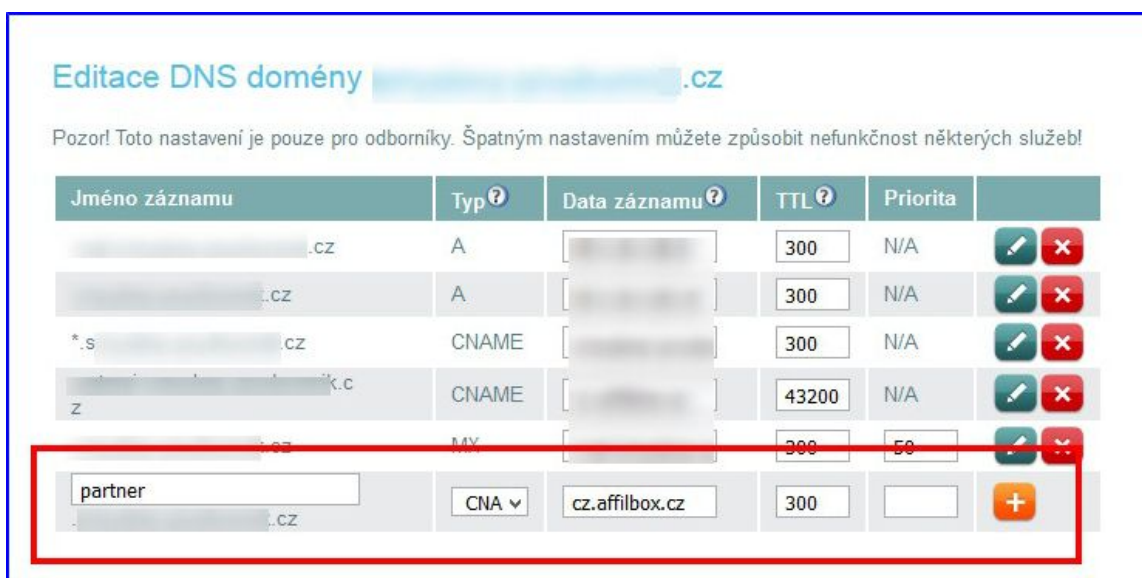 Editace DNS domény .cz
Pozor! Toto nastavení je pouze pro odborníky. Špatným nastavením můžete způsobit nefunkčnost některých služeb!
Jméno záznamu Typ ? Data záznamu ? TTL ? Priorita
.cz A 300 N/A
.cz A 300 N/A
*.s .cz CNAME 300 N/A
k.c CNAME 43200 N/A
z
.cz MX 300 50
partner CNA cz.affilbox.cz 300
. .cz